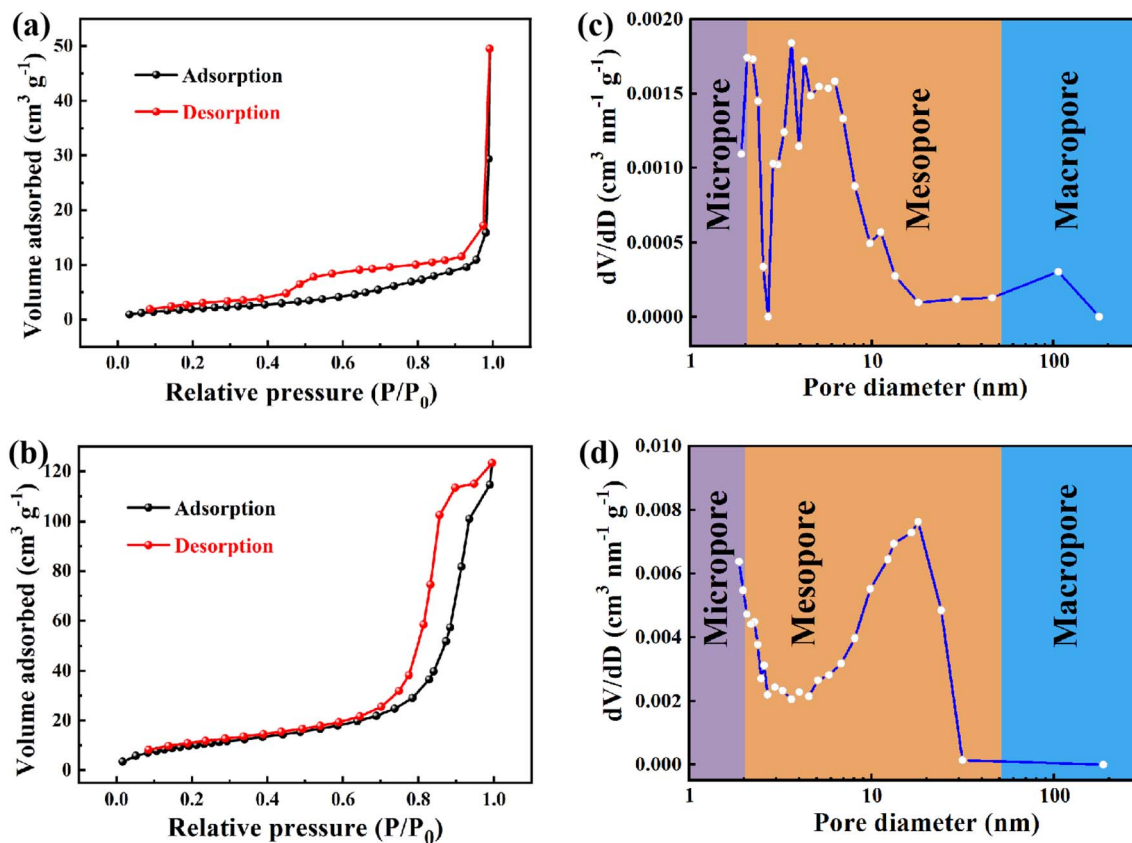 (a)
50
40
30
20
10
0
Volume adsorbed (cm³ g⁻¹)
Adsorption
Desorption
0.0 0.2 0.4 0.6 0.8 1.0
Relative pressure (P/P₀)
(c)
0.0020
0.0015
0.0010
0.0005
0.0000
dV/dD (cm³ nm⁻¹ g⁻¹)
Micropore
Mesopore
Macropore
1 10 100
Pore diameter (nm)
(b)
120
100
80
60
40
20
0
Volume adsorbed (cm³ g⁻¹)
Adsorption
Desorption
0.0 0.2 0.4 0.6 0.8 1.0
Relative pressure (P/P₀)
(d)
0.010
0.008
0.006
0.004
0.002
0.000
dV/dD (cm³ nm⁻¹ g⁻¹)
Micropore
Mesopore
Macropore
1 10 100
Pore diameter (nm)